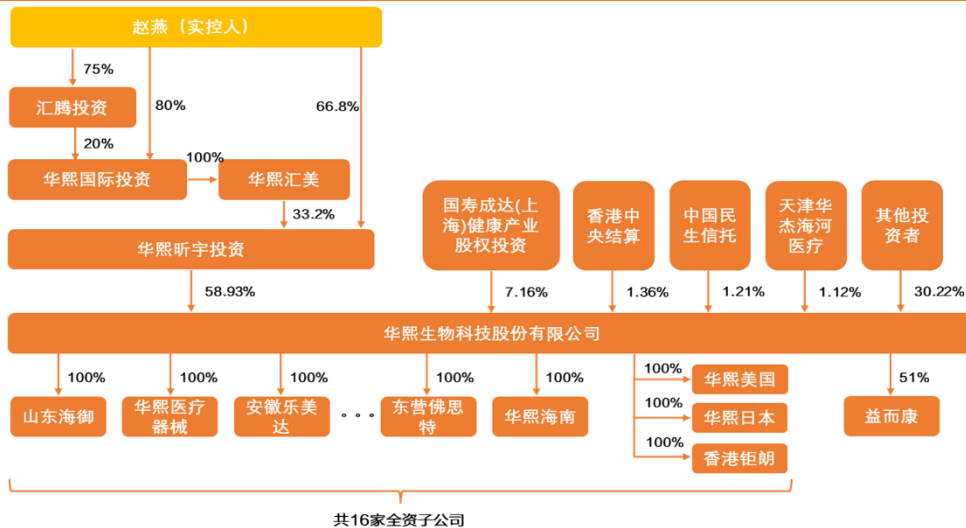 赵燕（实控人）
75%
80%
66.8%
汇腾投资
20%
100%
华熙国际投资
华熙汇美
33.2%
华熙昕宇投资
国寿成达(上
海)健康产业
股权投资
香港中
央结算
中国民
生信托
天津华
杰海河
医疗
其他投
资者
58.93%
7.16%
1.36%
1.21%
1.12%
30.22%
华熙生物科技股份有限公司
100%
100%
100%
100%
100%
100%
100%
100%
51%
山东海御
华熙医疗
器械
安徽乐美
达
。。。
东营佛思
特
华熙海南
华熙美国
华熙日本
香港钜朗
益而康
共16家全资子公司